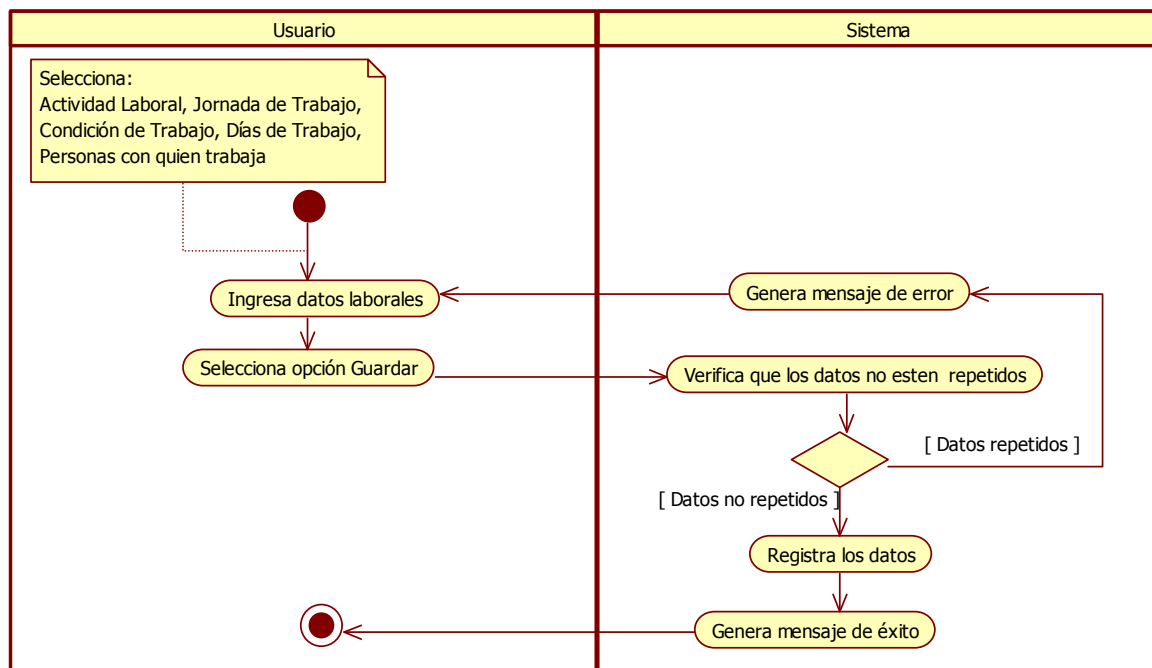 Usuario
Sistema
Selecciona:
Actividad Laboral, Jornada de Trabajo,
Condición de Trabajo, Días de Trabajo,
Personas con quien trabaja
Ingresa datos laborales
Genera mensaje de error
Selecciona opción Guardar
Verifica que los datos no esten repetidos
[ Datos repetidos ]
[ Datos no repetidos ]
Registra los datos
Genera mensaje de éxito